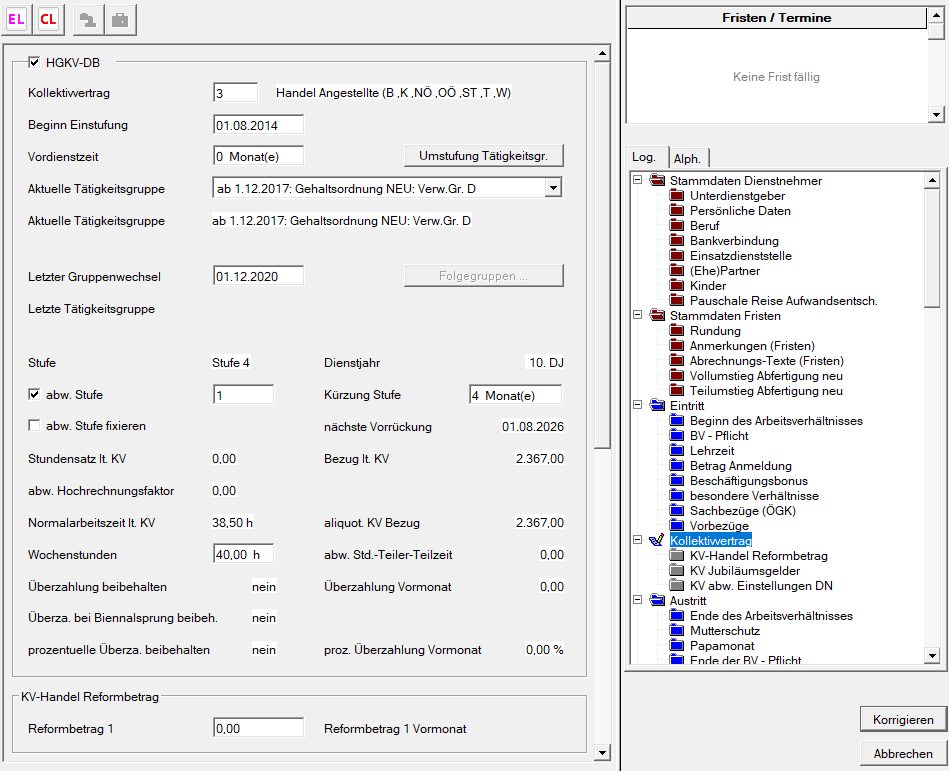 EL CL
HGKV-DB
Kollektivvertrag 3 Handel Angestellte (B ,K ,NÖ ,OÖ ,ST ,T ,W)
Beginn Einstufung 01.08.2014
Vordienstzeit 0 Monat(e) Umstufung Tätigkeitsgr.
Aktuelle Tätigkeitsgruppe ab 1.12.2017: Gehaltsordnung NEU: Verw.Gr. D
Aktuelle Tätigkeitsgruppe ab 1.12.2017: Gehaltsordnung NEU: Verw.Gr. D
Letzter Gruppenwechsel 01.12.2020 Folgegruppen ...
Letzte Tätigkeitsgruppe
Stufe Stufe 4 Dienstjahr 10. DJ
abw. Stufe 1 Kürzung Stufe 4 Monat(e)
abw. Stufe fixieren nächste Vorrückung 01.08.2026
Stundensatz lt. KV 0,00 Bezug lt. KV 2.367,00
abw. Hochrechnungsfaktor 0,00
Normalarbeitszeit lt. KV 38,50 h aliquot. KV Bezug 2.367,00
Wochenstunden 40,00 h abw. Std.-Teiler-Teilzeit 0,00
Überzahlung beibehalten nein Überzahlung Vormonat 0,00
Überza. bei Biennalsprung beibeh. nein
prozentuelle Überza. beibehalten nein proz. Überzahlung Vormonat 0,00 %
KV-Handel Reformbetrag
Reformbetrag 1 0,00 Reformbetrag 1 Vormonat
Fristen / Termine
Keine Frist fällig
Log. Alph.
Stammdaten Dienstnehmer
Unterdienstgeber
Persönliche Daten
Beruf
Bankverbindung
Einsatzdienststelle
(Ehe)Partner
Kinder
Pauschale Reise Aufwandsentsch.
Stammdaten Fristen
Rundung
Anmerkungen (Fristen)
Abrechnungs-Texte (Fristen)
Vollumstieg Abfertigung neu
Teilumstieg Abfertigung neu
Eintritt
Beginn des Arbeitsverhältnisses
BV - Pflicht
Lehrzeit
Betrag Anmeldung
Beschäftigungsbonus
besondere Verhältnisse
Sachbezüge (ÖGK)
Vorbezüge
Kollektivvertrag
KV-Handel Reformbetrag
KV Jubiläumsgelder
KV abw. Einstellungen DN
Austritt
Ende des Arbeitsverhältnisses
Mutterschutz
Papamonat
Ende der BV - Pflicht
Korrigieren
Abbrechen